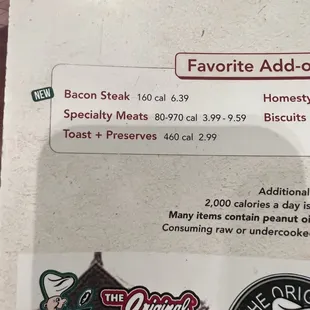 Favorite Add-o
NEW
Bacon Steak 160 cal 6.39
Specialty Meats 80-970 cal 3.99 - 9.59
Toast + Preserves 460 cal 2.99
Homesty
Biscuits
Additional
2,000 calories a day is
Many items contain peanut oi
Consuming raw or undercooke
THE Original
THE ORIG